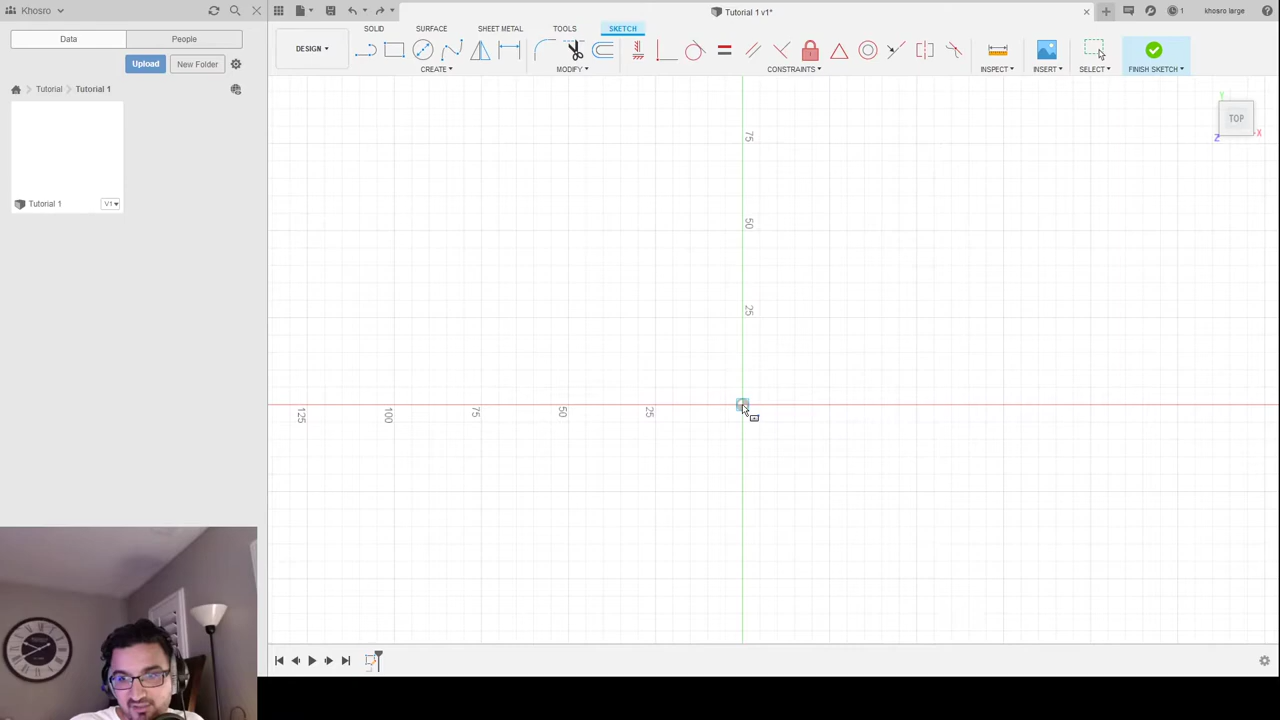 Khosro
Tutorial 1 v1*
1
khosro large
Data
People
SOLID
SURFACE
SHEET METAL
TOOLS
SKETCH
DESIGN
Upload
New Folder
CREATE
MODIFY
CONSTRAINTS
INSPECT
INSERT
SELECT
FINISH SKETCH
Tutorial
Tutorial 1
Y
TOP
X
Z
75
50
25
Tutorial 1
V1
125
100
75
50
25